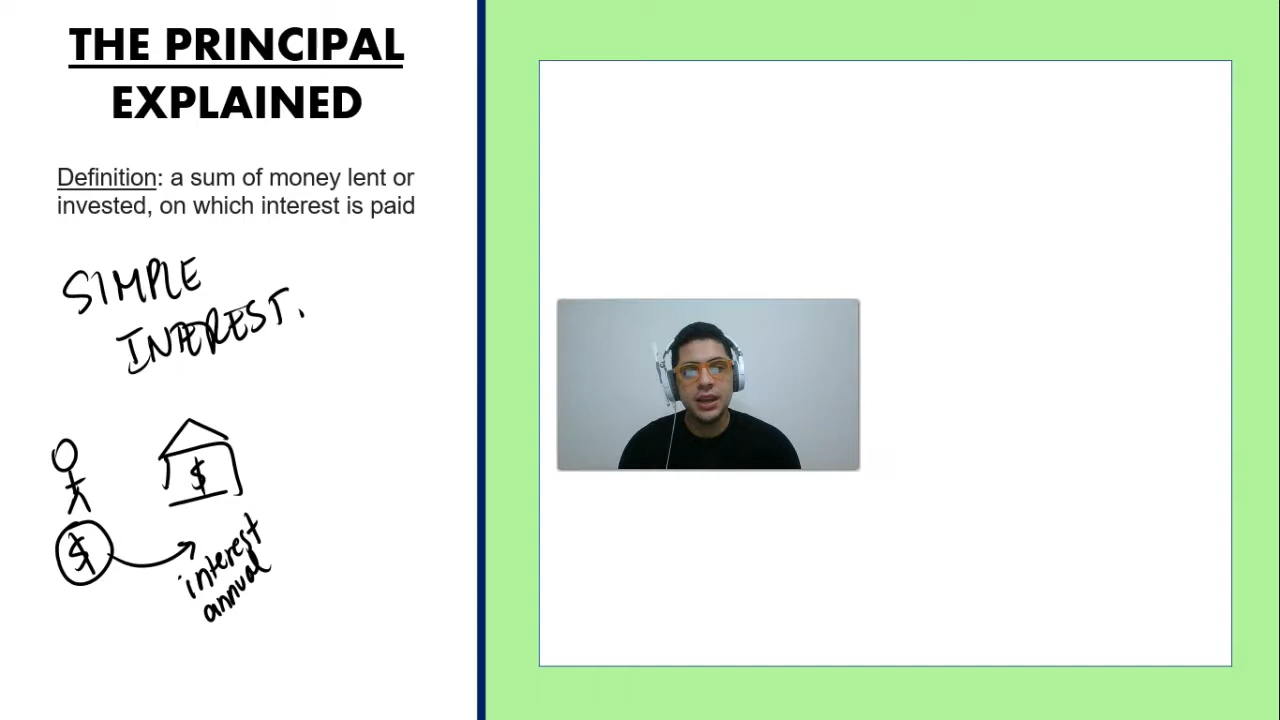 THE PRINCIPAL
EXPLAINED
Definition: a sum of money lent or
invested, on which interest is paid
SIMPLE
INTEREST.
$
$
interest
annual